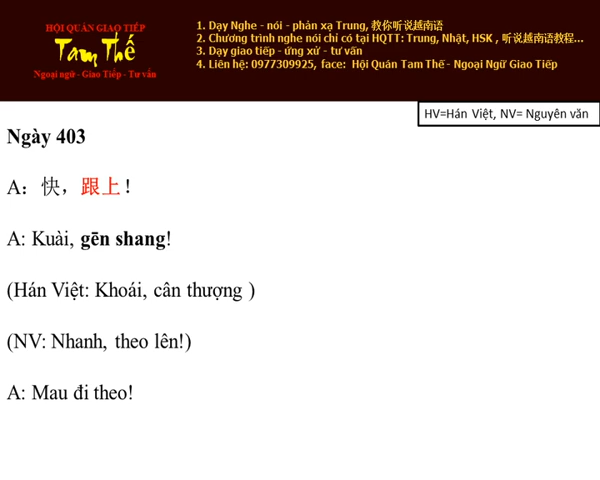 HỘI QUÁN GIAO TIẾP
Tam Thế
Ngoại ngữ - Giao Tiếp - Tư vấn
1. Dạy Nghe - nói - phản xạ Trung, 教你听说越南语
2. Chương trình nghe nói chỉ có tại HQTT: Trung, Nhật, HSK , 听说越南语教程...
3. Dạy giao tiếp - ứng xử - tư vấn
4. Liên hệ: 0977309925, face: Hội Quán Tam Thế - Ngoại Ngữ Giao Tiếp
HV=Hán Việt, NV= Nguyên văn
Ngày 403
A：快，跟上！
A: Kuài, gēn shang!
(Hán Việt: Khoái, cân thượng )
(NV: Nhanh, theo lên!)
A: Mau đi theo!